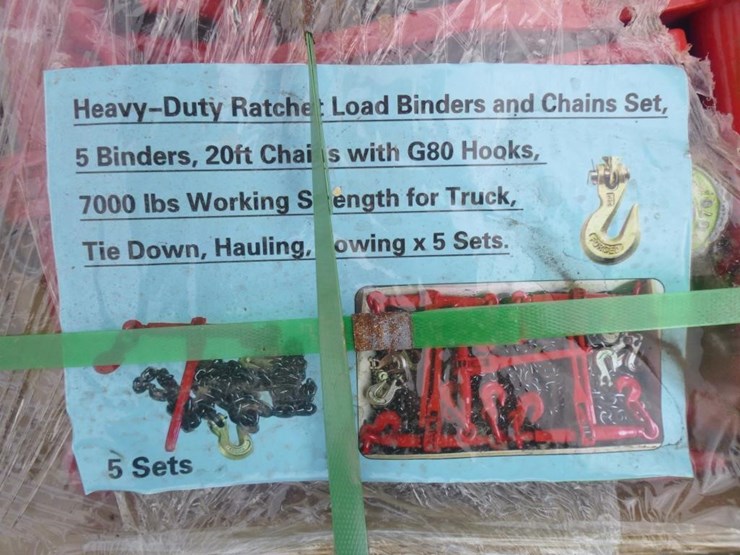 Heavy-Duty Ratchet Load Binders and Chains Set,
5 Binders, 20ft Chains with G80 Hooks,
7000 lbs Working Strength for Truck,
Tie Down, Hauling, Towing x 5 Sets.
5 Sets